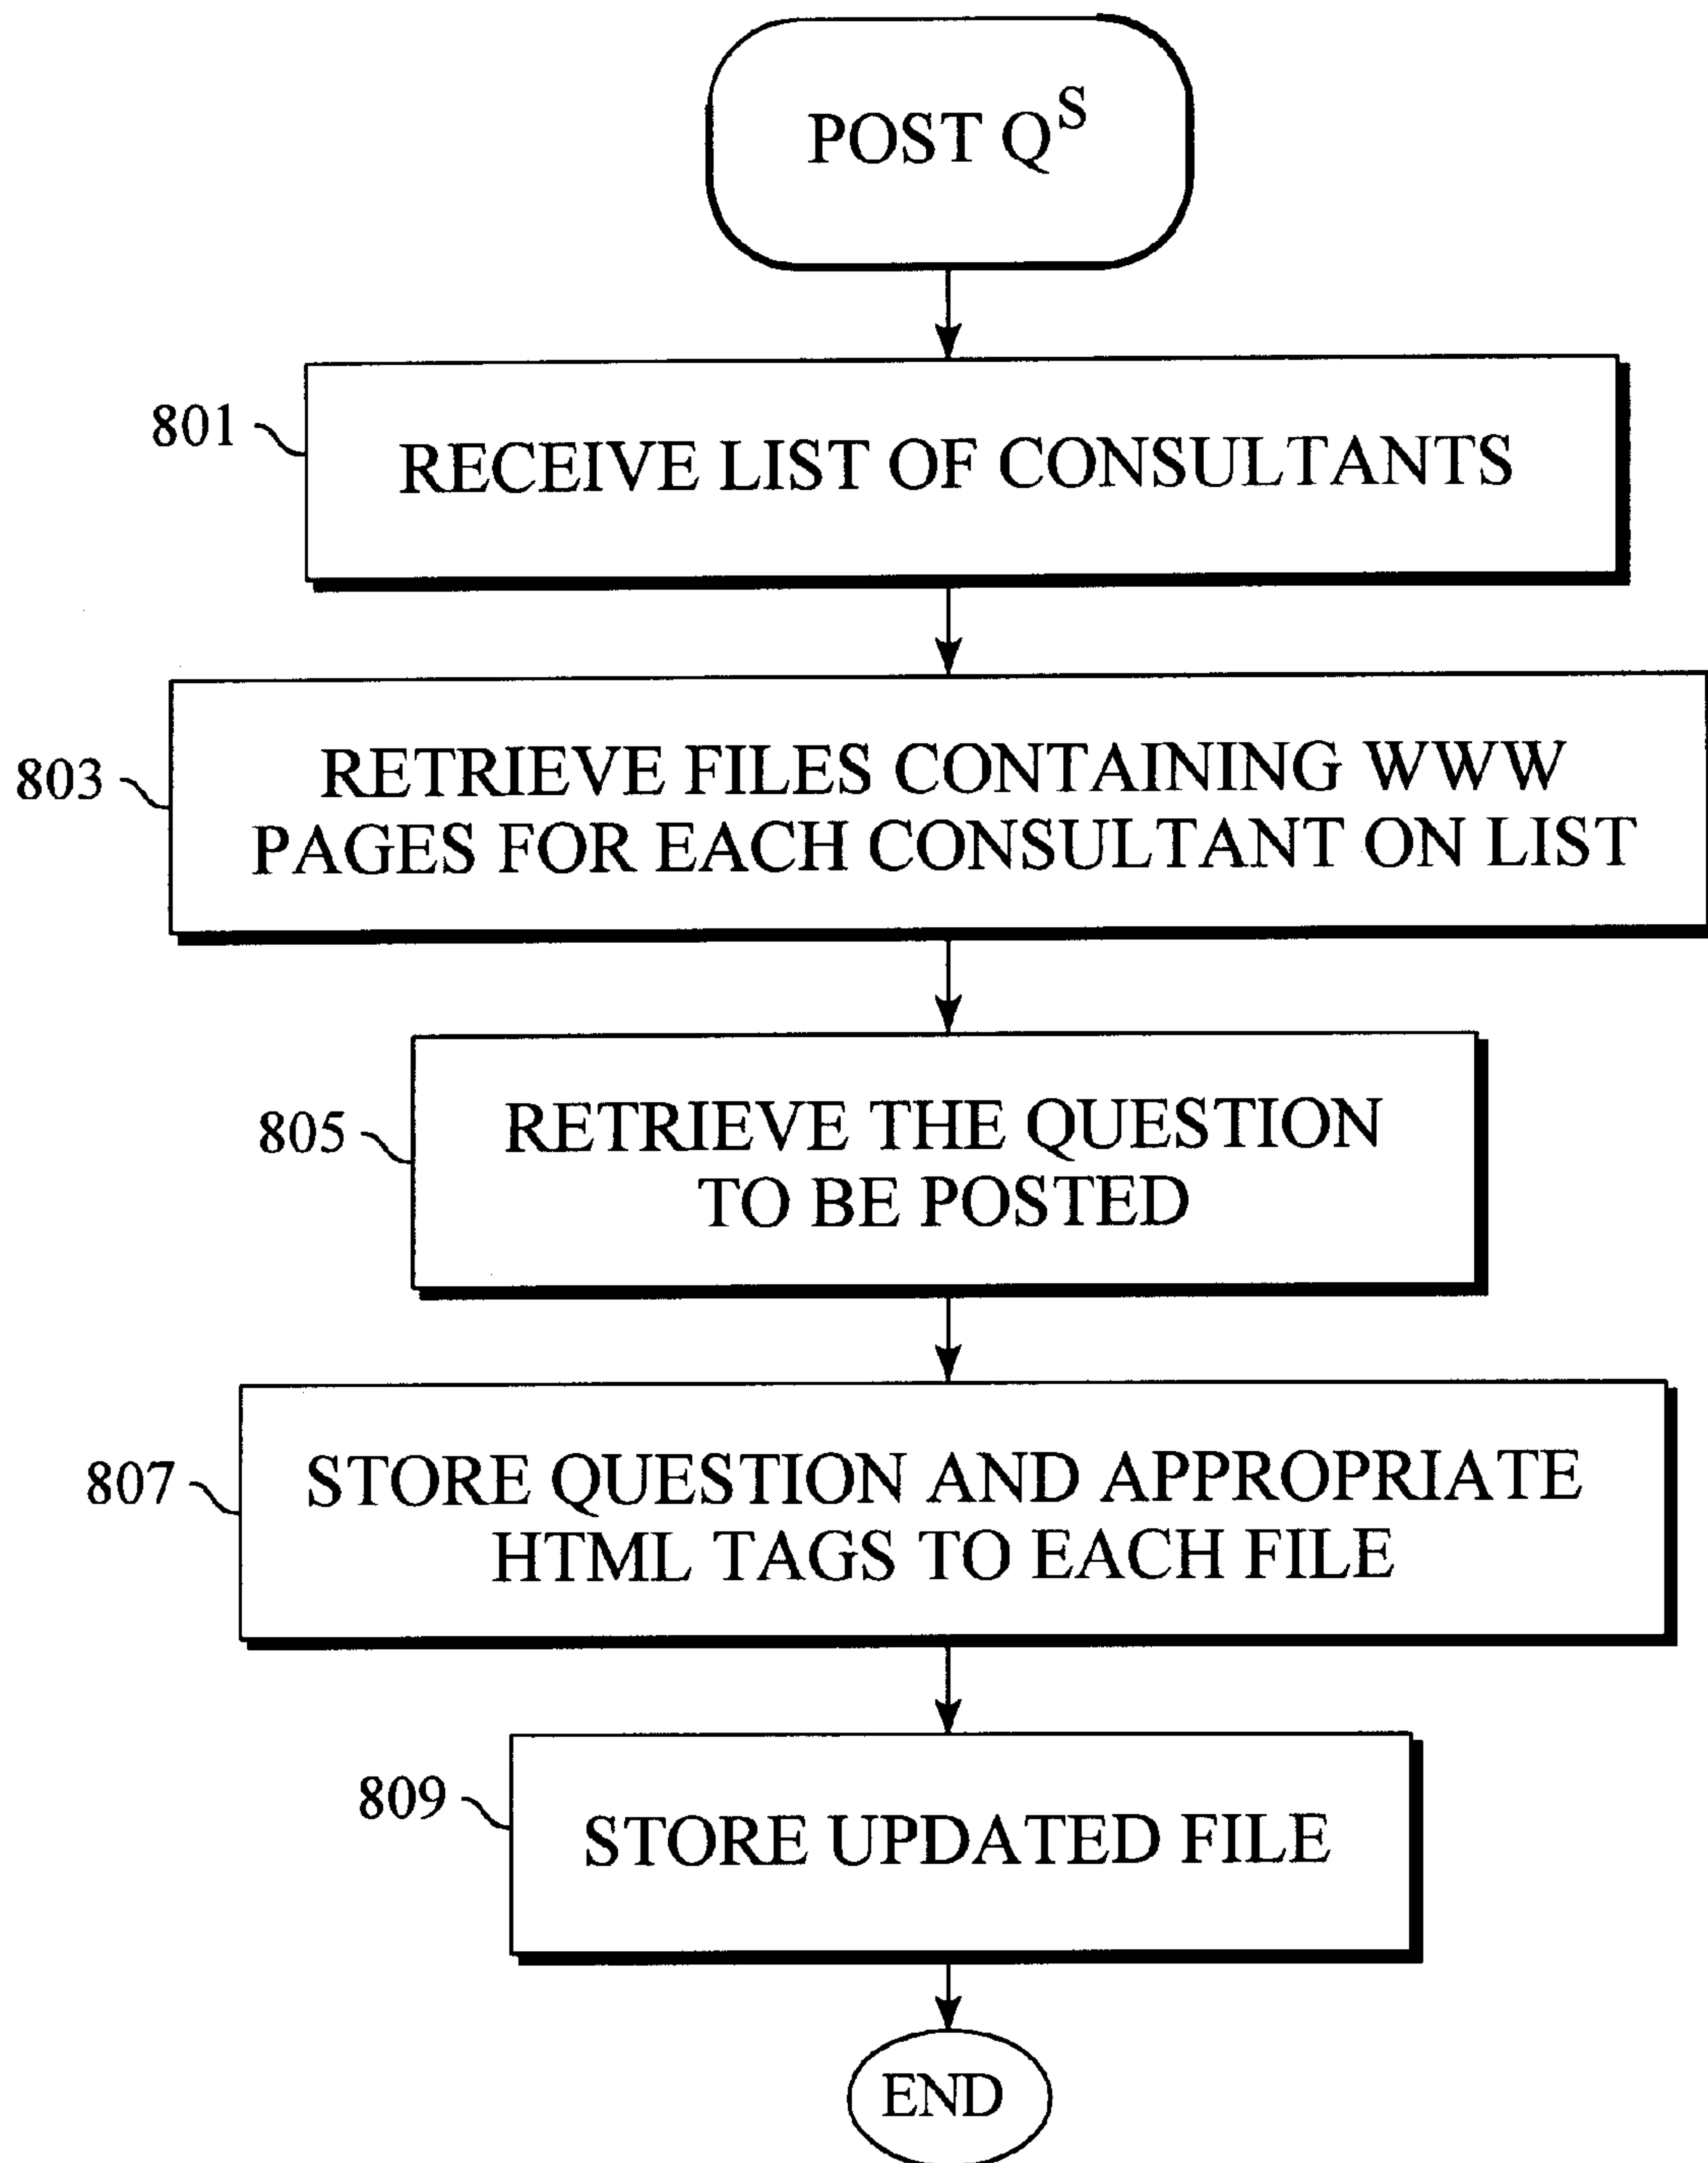 POST Qˢ
801
RECEIVE LIST OF CONSULTANTS
803
RETRIEVE FILES CONTAINING WWW
PAGES FOR EACH CONSULTANT ON LIST
805
RETRIEVE THE QUESTION
TO BE POSTED
807
STORE QUESTION AND APPROPRIATE
HTML TAGS TO EACH FILE
809
STORE UPDATED FILE
END